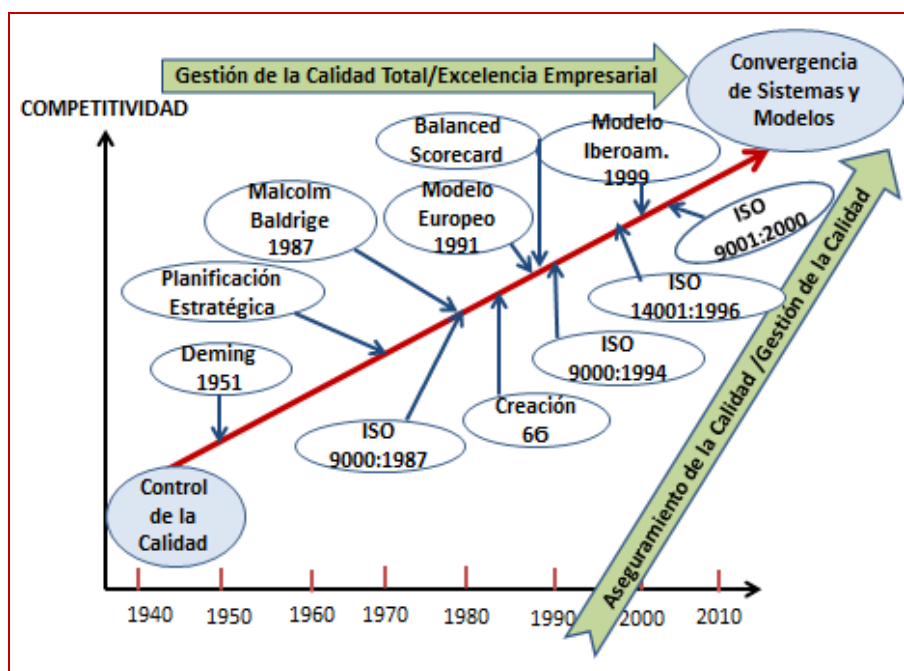 Gestión de la Calidad Total/Excelencia Empresarial
Convergencia
de Sistemas y
Modelos
COMPETITIVIDAD
Balanced
Scorecard
Modelo
Iberoam.
1999
Malcolm
Baldrige
1987
Modelo
Europeo
1991
ISO
9001:2000
Planificación
Estratégica
ISO
14001:1996
Deming
1951
ISO
9000:1994
Creación
6б
ISO
9000:1987
Control
de la
Calidad
Aseguramiento de la Calidad /Gestión de la Calidad
1940
1950
1960
1970
1980
1990
2000
2010